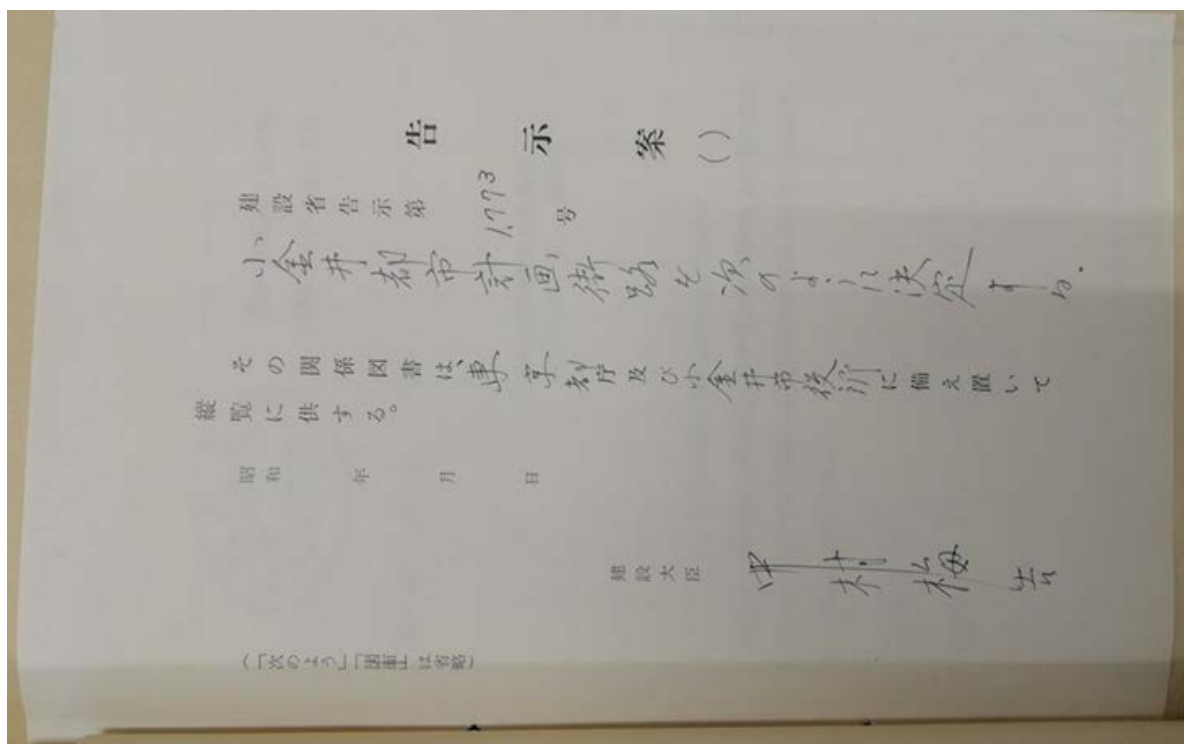 告示案()
建設省告示第1,773号
小金井都市計画街路を次のように決定する.
その関係図書は、東京都庁及び小金井市役所に備え置いて
縦覧に供する。
昭和 年 月 日
建設大臣 中村梅吉
(「次のよう」「図面」は省略)